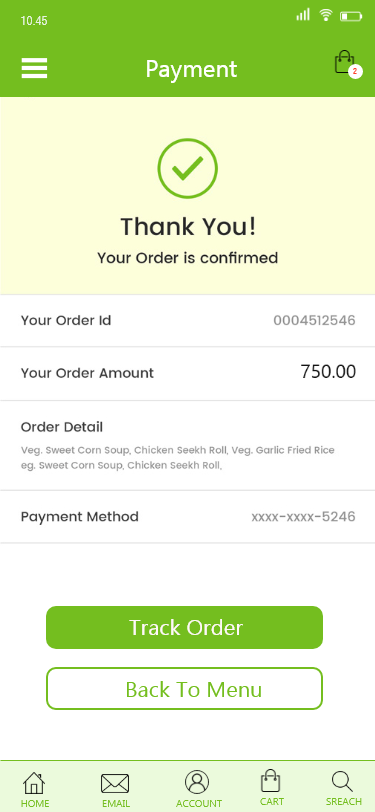 10.45
Payment
2
Thank You!
Your Order is confirmed
Your Order Id 0004512546
Your Order Amount 750.00
Order Detail
Veg. Sweet Corn Soup, Chicken Seekh Roll, Veg. Garlic Fried Rice
eg. Sweet Corn Soup, Chicken Seekh Roll,
Payment Method xxxx-xxxx-5246
Track Order
Back To Menu
HOME EMAIL ACCOUNT CART SREACH